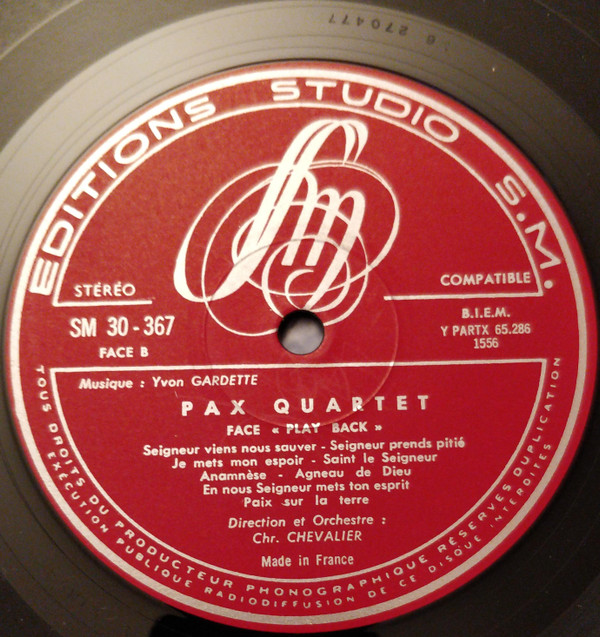 B 270477
EDITIONS STUDIO S.M.
sm
STÉRÉO
COMPATIBLE
SM 30-367
FACE B
B.I.E.M.
Y PARTX 65.286
1556
Musique : Yvon GARDETTE
PAX QUARTET
FACE « PLAY BACK »
Seigneur viens nous sauver - Seigneur prends pitié
Je mets mon espoir - Saint le Seigneur
Anamnèse - Agneau de Dieu
En nous Seigneur mets ton esprit
Paix sur la terre
Direction et Orchestre :
Chr. CHEVALIER
Made in France
TOUS DROITS DU PRODUCTEUR PHONOGRAPHIQUE RÉSERVÉS DUPLICATION
EXÉCUTION PUBLIQUE RADIODIFFUSION DE CE DISQUE INTERDITES